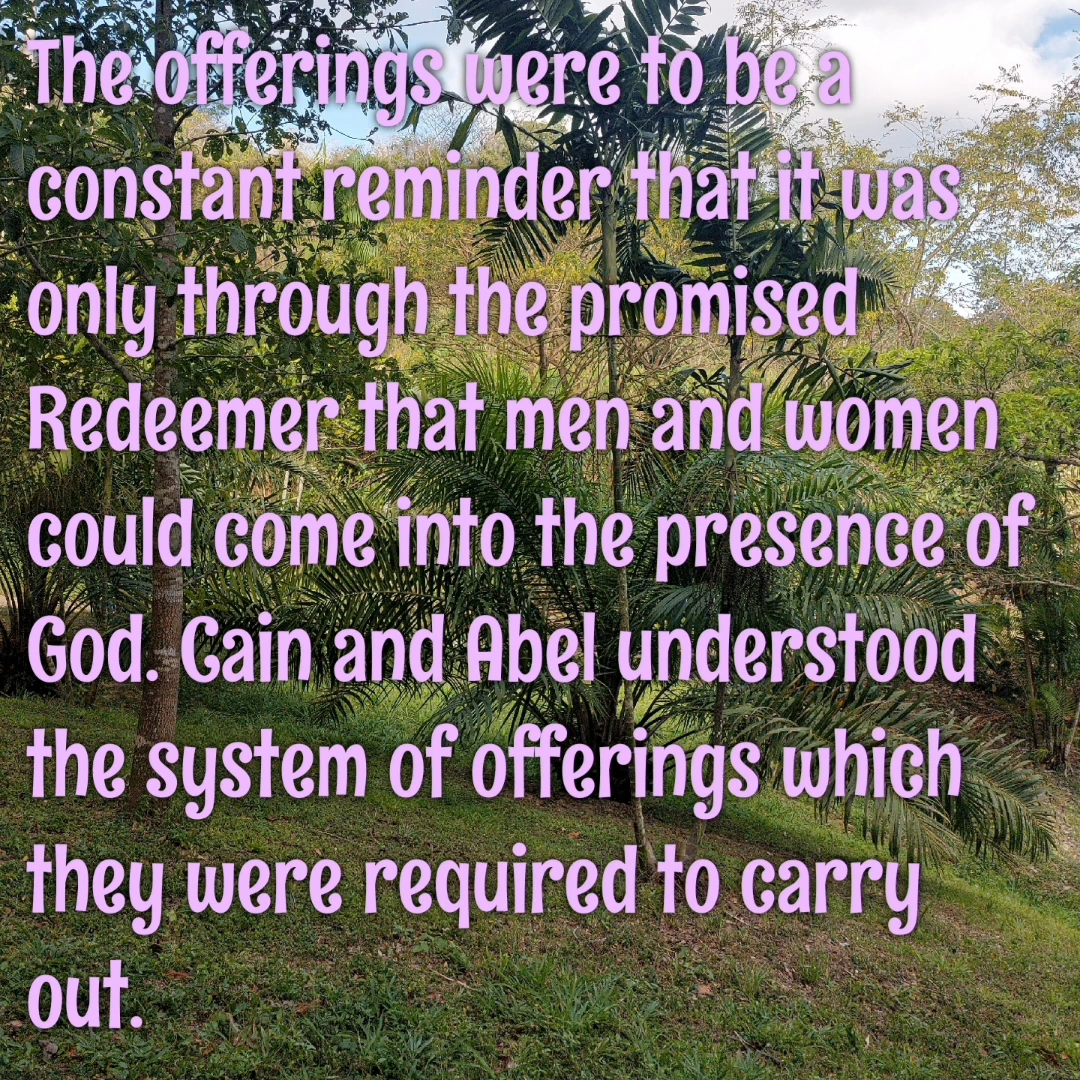 The offerings were to be a
constant reminder that it was
only through the promised
Redeemer that men and women
could come into the presence of
God. Cain and Abel understood
the system of offerings which
they were required to carry
out.